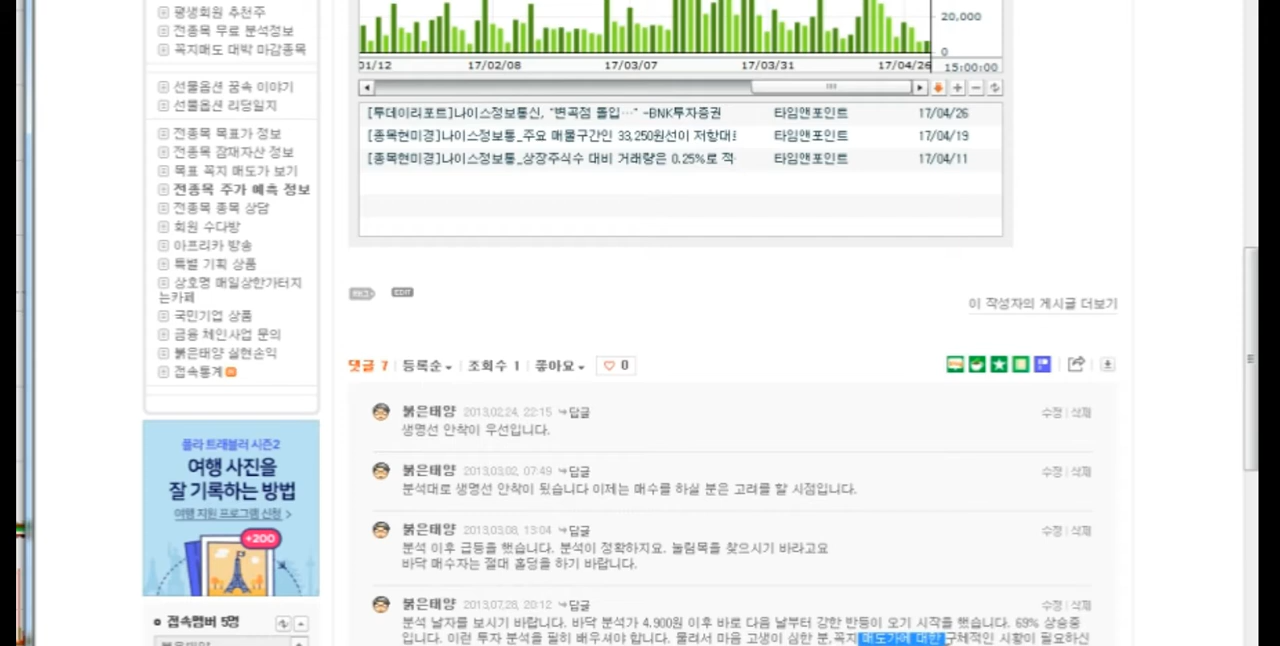 평생회원 추천주
전종목 무료 분석정보
꼭지매도 대박 마감종목
선물옵션 꿈속 이야기
선물옵션 리딩일지
전종목 목표가 정보
전종목 잠재자산 정보
목표 꼭지 매도가 보기
전종목 주가 예측 정보
전종목 종목 상담
회원 수다방
아프리카 방송
특별 기획 상품
상호명 매일상한가터지
는카페
국민기업 상품
금융 체인사업 문의
붉은태양 실현손익
접속통계
폴라 트래블러 시즌2
여행 사진을
잘 기록하는 방법
여행 지원 프로그램 신청 >
+200
접속멤버 5명
붉은태양
20,000
0
01/12 17/02/08 17/03/07 17/03/31 17/04/26 15:00:00
[투데이리포트]나이스정보통신, "변곡점 돌입…" -BNK투자증권 타임앤포인트 17/04/26
[종목현미경]나이스정보통_주요 매물구간인 33,250원선이 저항대로 타임앤포인트 17/04/19
[종목현미경]나이스정보통_상장주식수 대비 거래량은 0.25%로 적 타임앤포인트 17/04/11
EDIT
이 작성자의 게시글 더보기
댓글 7 등록순 조회수 1 좋아요 0
붉은태양 2013.02.24. 22:15 답글 수정 삭제
생명선 안착이 우선입니다.
붉은태양 2013.03.02. 07:49 답글 수정 삭제
분석대로 생명선 안착이 됬습니다 이제는 매수를 하실 분은 고려를 할 시점입니다.
붉은태양 2013.03.08. 13:04 답글 수정 삭제
분석 이후 급등을 했습니다. 분석이 정확하지요. 눌림목을 찾으시기 바라고요
바닥 매수자는 절대 홀딩을 하기 바랍니다.
붉은태양 2013.07.28. 20:12 답글 수정 삭제
분석 날자를 보시기 바랍니다. 바닥 분석가 4,900원 이후 바로 다음 날부터 강한 반등이 오기 시작을 했습니다. 69% 상승중
입니다. 이런 투자 분석을 필히 배우셔야 합니다. 물려서 마음 고생이 심한 분,꼭지 매도가에 대한 구체적인 시황이 필요하신